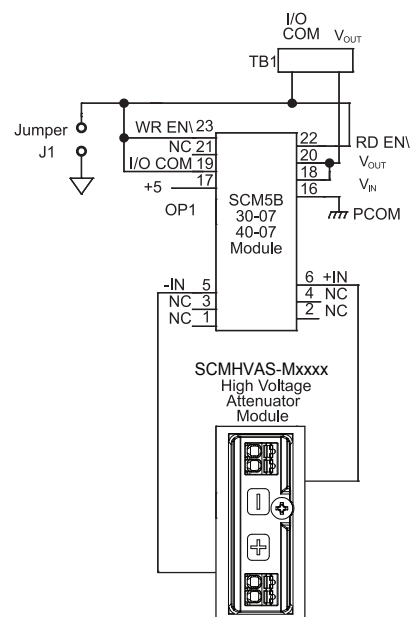 I/O
COM VOUT
TB1
Jumper
J1
WR EN\ 23
NC 21
I/O COM 19
+5 17
OP1
SCM5B
30-07
40-07
Module
22 RD EN\
20 VOUT
18 VIN
16
PCOM
-IN 5
NC 3
NC 1
6 +IN
4 NC
2 NC
SCMHVAS-Mxxxx
High Voltage
Attenuator
Module
−
+